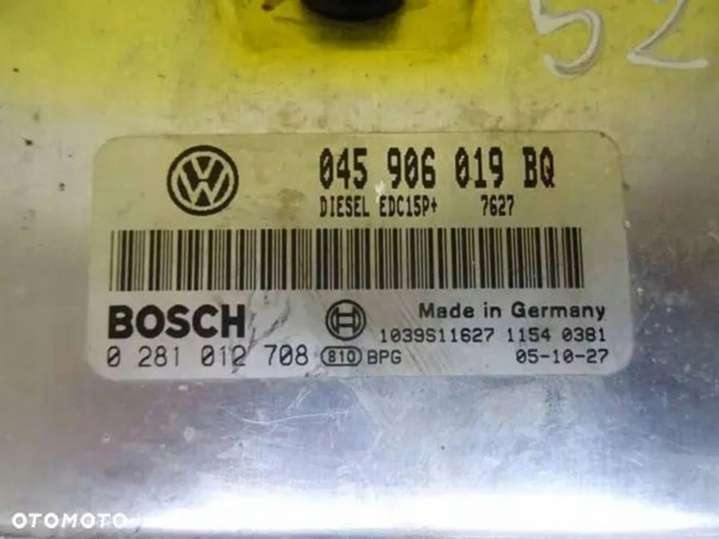 52
045 906 019 BQ
DIESEL EDC15P+ 7627
BOSCH
Made in Germany
1039S11627 1154 0381
0 281 012 708 810 BPG
05-10-27
OTOMOTO